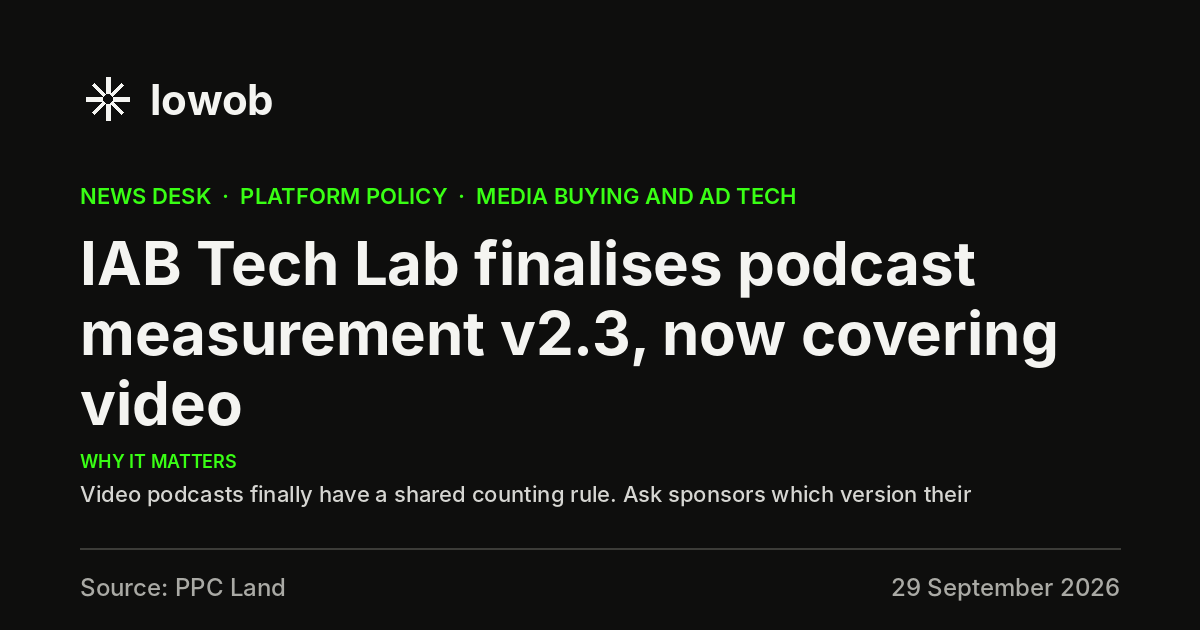 lowob
NEWS DESK · PLATFORM POLICY · MEDIA BUYING AND AD TECH
IAB Tech Lab finalises podcast
measurement v2.3, now covering
video
WHY IT MATTERS
Video podcasts finally have a shared counting rule. Ask sponsors which version their
Source: PPC Land
29 September 2026